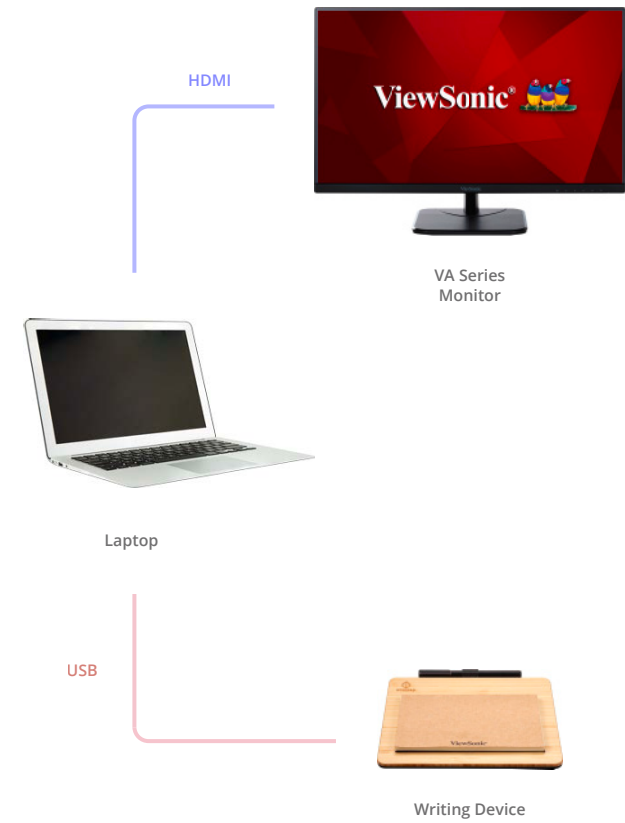 HDMI
ViewSonic®
VA Series
Monitor
Laptop
USB
ViewSonic
Writing Device